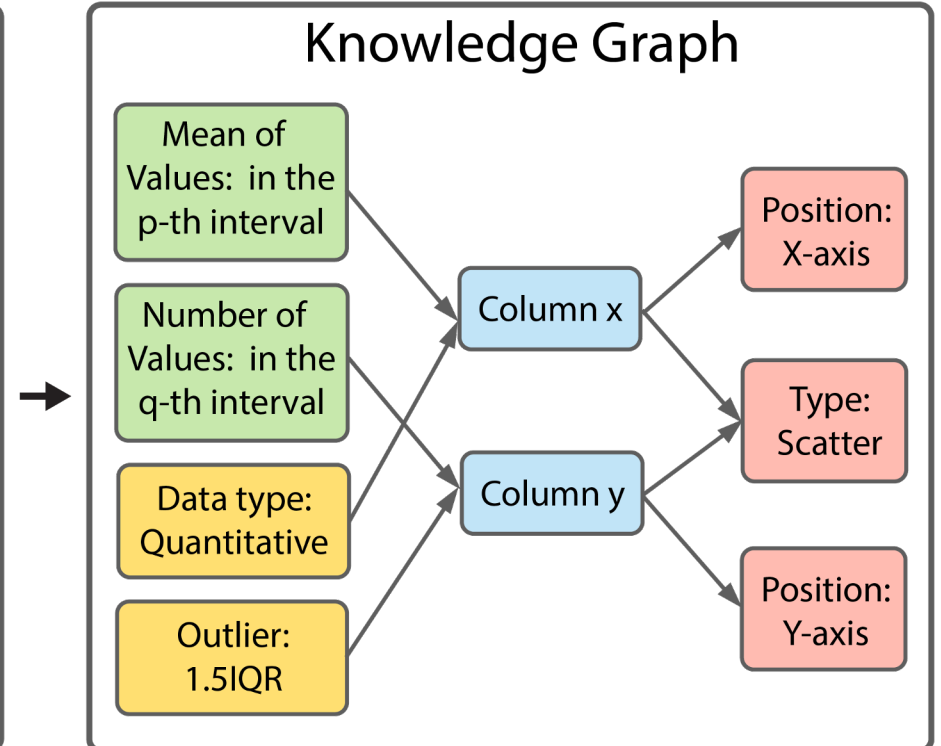 Knowledge Graph
Mean of
Values: in the
p-th interval
Number of
Values: in the
q-th interval
Data type:
Quantitative
Outlier:
1.5IQR
Column x
Column y
Position:
X-axis
Type:
Scatter
Position:
Y-axis